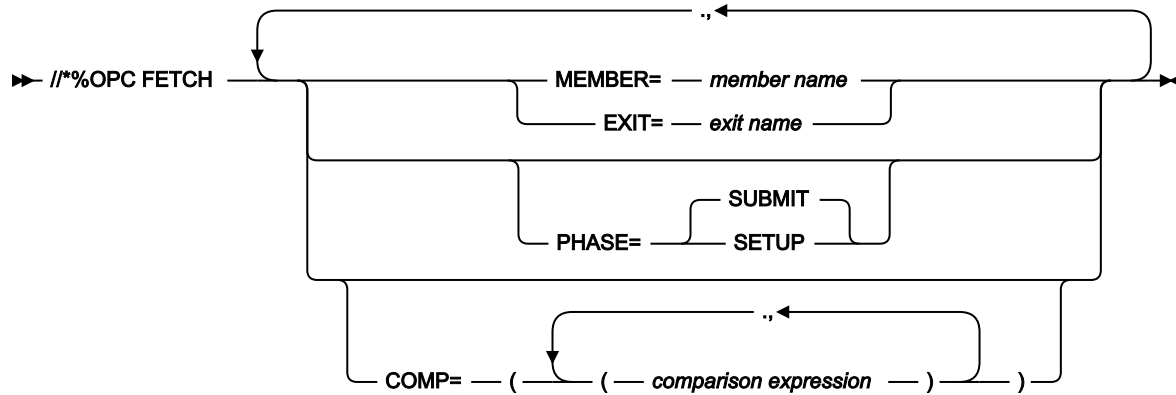 .,
//*%OPC FETCH MEMBER= member name
EXIT= exit name
SUBMIT
PHASE= SETUP
.,
COMP= ( ( comparison expression ) )